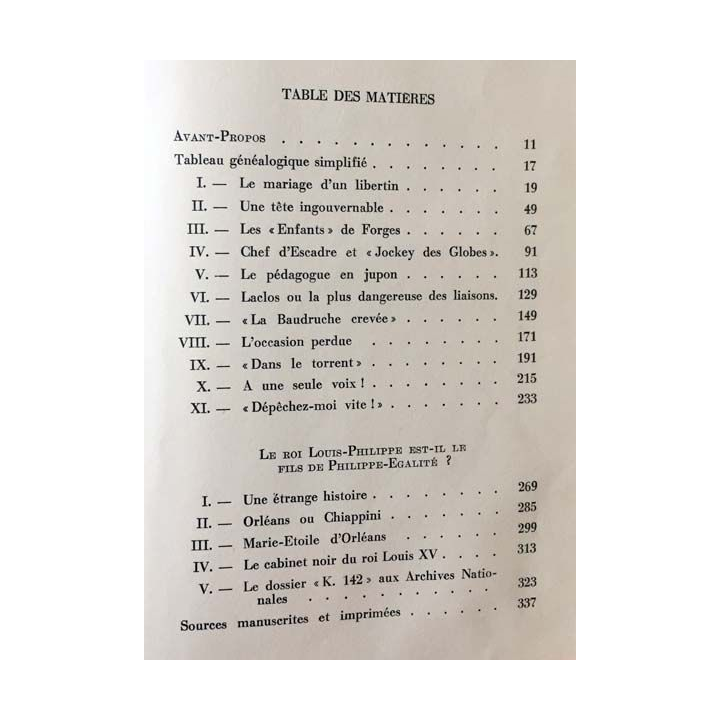 TABLE DES MATIERES
AVANT-PROPOS . . . . . . . . . . . . . 11
Tableau généalogique simplifié . . . . . . . . 17
I. — Le mariage d'un libertin . . . . . . 19
II. — Une tête ingouvernable . . . . . . . 49
III. — Les « Enfants » de Forges . . . . . . 67
IV. — Chef d'Escadre et « Jockey des Globes ». 91
V. — Le pédagogue en jupon . . . . . . 113
VI. — Laclos ou la plus dangereuse des liaisons. 129
VII. — « La Baudruche crevée » . . . . . . 149
VIII. — L'occasion perdue . . . . . . . 171
IX. — « Dans le torrent » . . . . . . . . 191
X. — A une seule voix ! . . . . . . . . 215
XI. — « Dépêchez-moi vite ! » . . . . . . . 233
LE ROI LOUIS-PHILIPPE EST-IL LE
FILS DE PHILIPPE-EGALITÉ ?
I. — Une étrange histoire . . . . . . . . 269
II. — Orléans ou Chiappini . . . . . . . 285
III. — Marie-Etoile d'Orléans . . . . . . 299
IV. — Le cabinet noir du roi Louis XV . . . . 313
V. — Le dossier « K. 142 » aux Archives Natio-
nales . . . . . . . . . . . 323
Sources manuscrites et imprimées . . . . . . 337